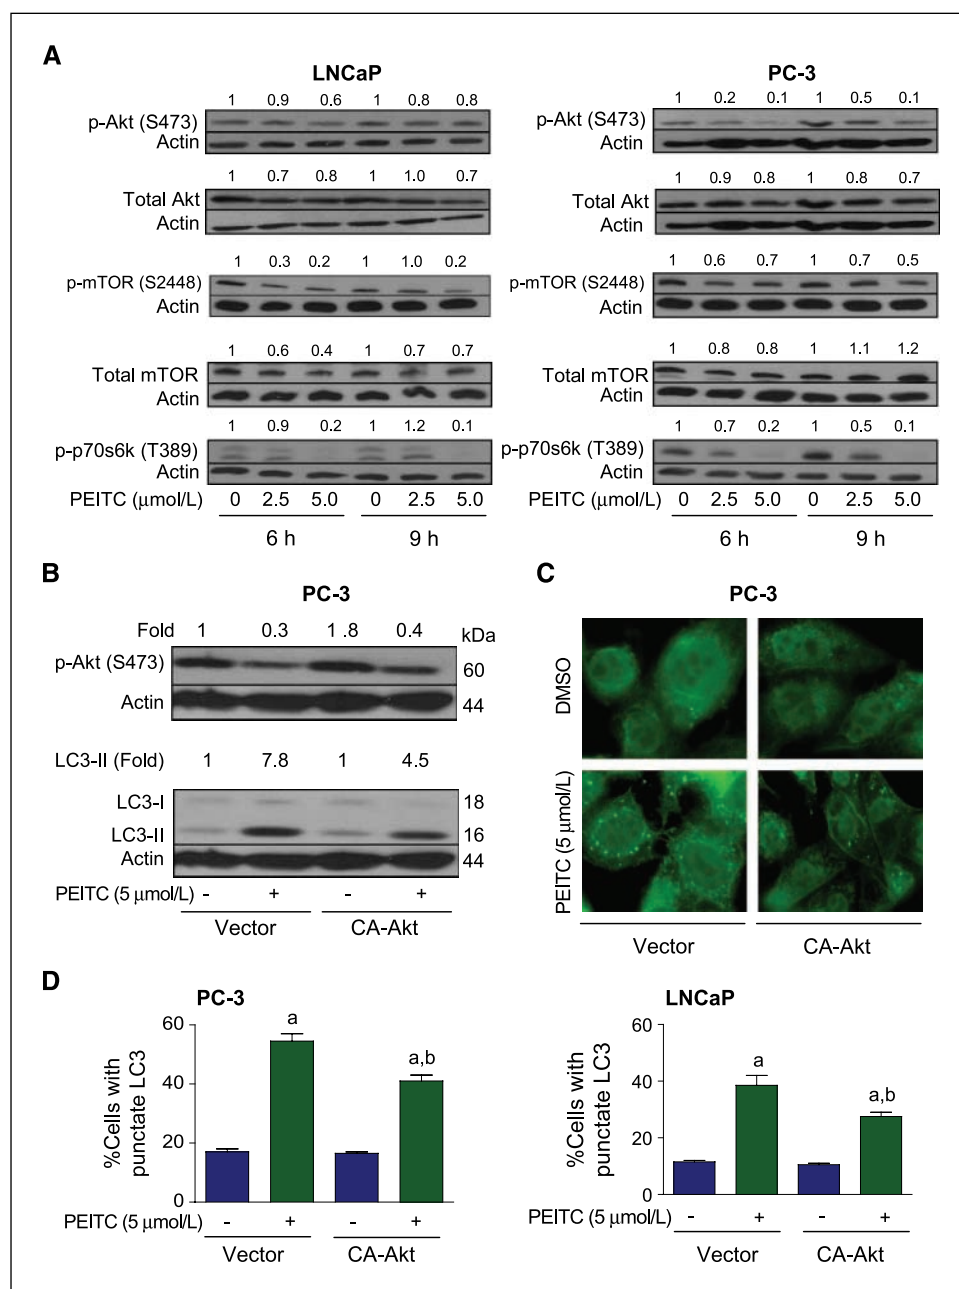 A
LNCaP
1 0.9 0.6 1 0.8 0.8
p-Akt (S473)
Actin
1 0.7 0.8 1 1.0 0.7
Total Akt
Actin
1 0.3 0.2 1 1.0 0.2
p-mTOR (S2448)
Actin
1 0.6 0.4 1 0.7 0.7
Total mTOR
Actin
1 0.9 0.2 1 1.2 0.1
p-p70s6k (T389)
Actin
PEITC (μmol/L) 0 2.5 5.0 0 2.5 5.0
6 h 9 h
PC-3
1 0.2 0.1 1 0.5 0.1
p-Akt (S473)
Actin
1 0.9 0.8 1 0.8 0.7
Total Akt
Actin
1 0.6 0.7 1 0.7 0.5
p-mTOR (S2448)
Actin
1 0.8 0.8 1 1.1 1.2
Total mTOR
Actin
1 0.7 0.2 1 0.5 0.1
p-p70s6k (T389)
Actin
PEITC (μmol/L) 0 2.5 5.0 0 2.5 5.0
6 h 9 h
B
PC-3
Fold 1 0.3 1.8 0.4 kDa
p-Akt (S473) 60
Actin 44
LC3-II (Fold) 1 7.8 1 4.5
LC3-I 18
LC3-II 16
Actin 44
PEITC (5 μmol/L) - + - +
Vector CA-Akt
C
PC-3
DMSO
PEITC (5 μmol/L)
Vector CA-Akt
D
PC-3
%Cells with
punctate LC3
60
40
20
0
a
a,b
PEITC (5 μmol/L) - + - +
Vector CA-Akt
LNCaP
%Cells with
punctate LC3
60
40
20
0
a
a,b
PEITC (5 μmol/L) - + - +
Vector CA-Akt